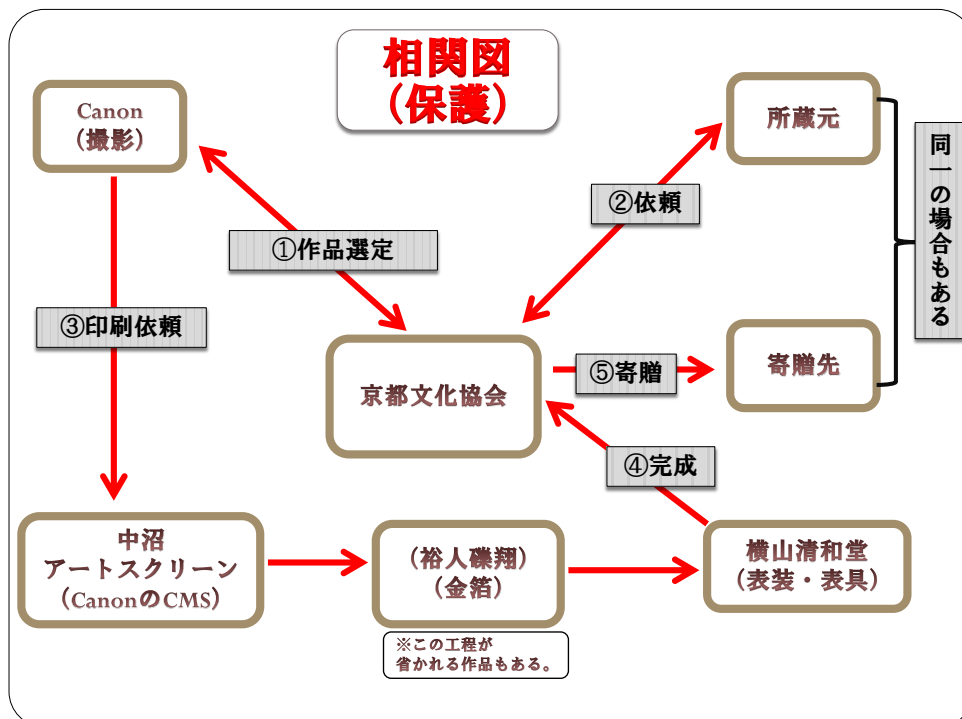 相関図
（保護）
Canon
（撮影）
所蔵元
同一の場合もある
②依頼
①作品選定
③印刷依頼
京都文化協会
⑤寄贈
寄贈先
④完成
中沼
アートスクリーン
（CanonのCMS）
（裕人礫翔）
（金箔）
横山清和堂
（表装・表具）
※この工程が
省かれる作品もある。